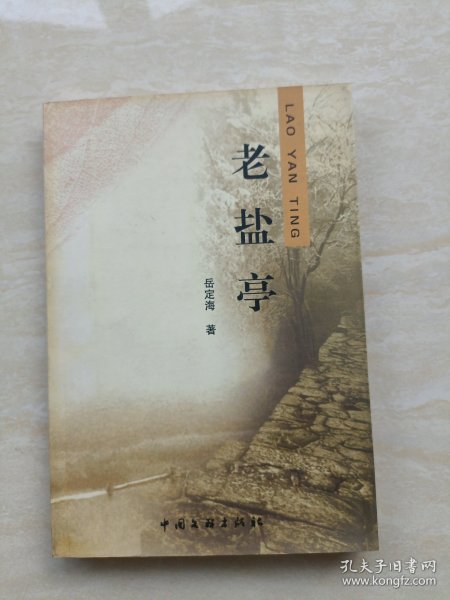 LAO YAN TING
老盐亭
岳定海 著
中国文联出版社
孔夫子旧书网
www.kongfz.com